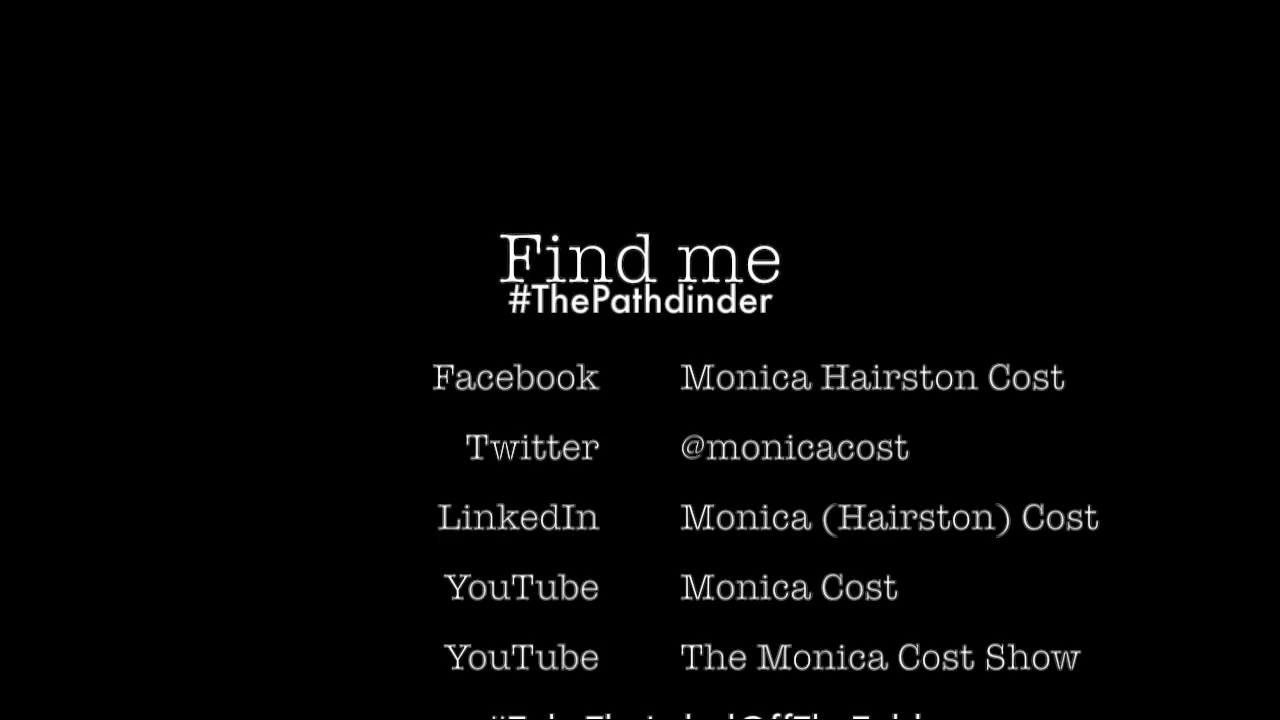 Find me
#ThePathdinder
Facebook Monica Hairston Cost
Twitter @monicacost
LinkedIn Monica (Hairston) Cost
YouTube Monica Cost
YouTube The Monica Cost Show